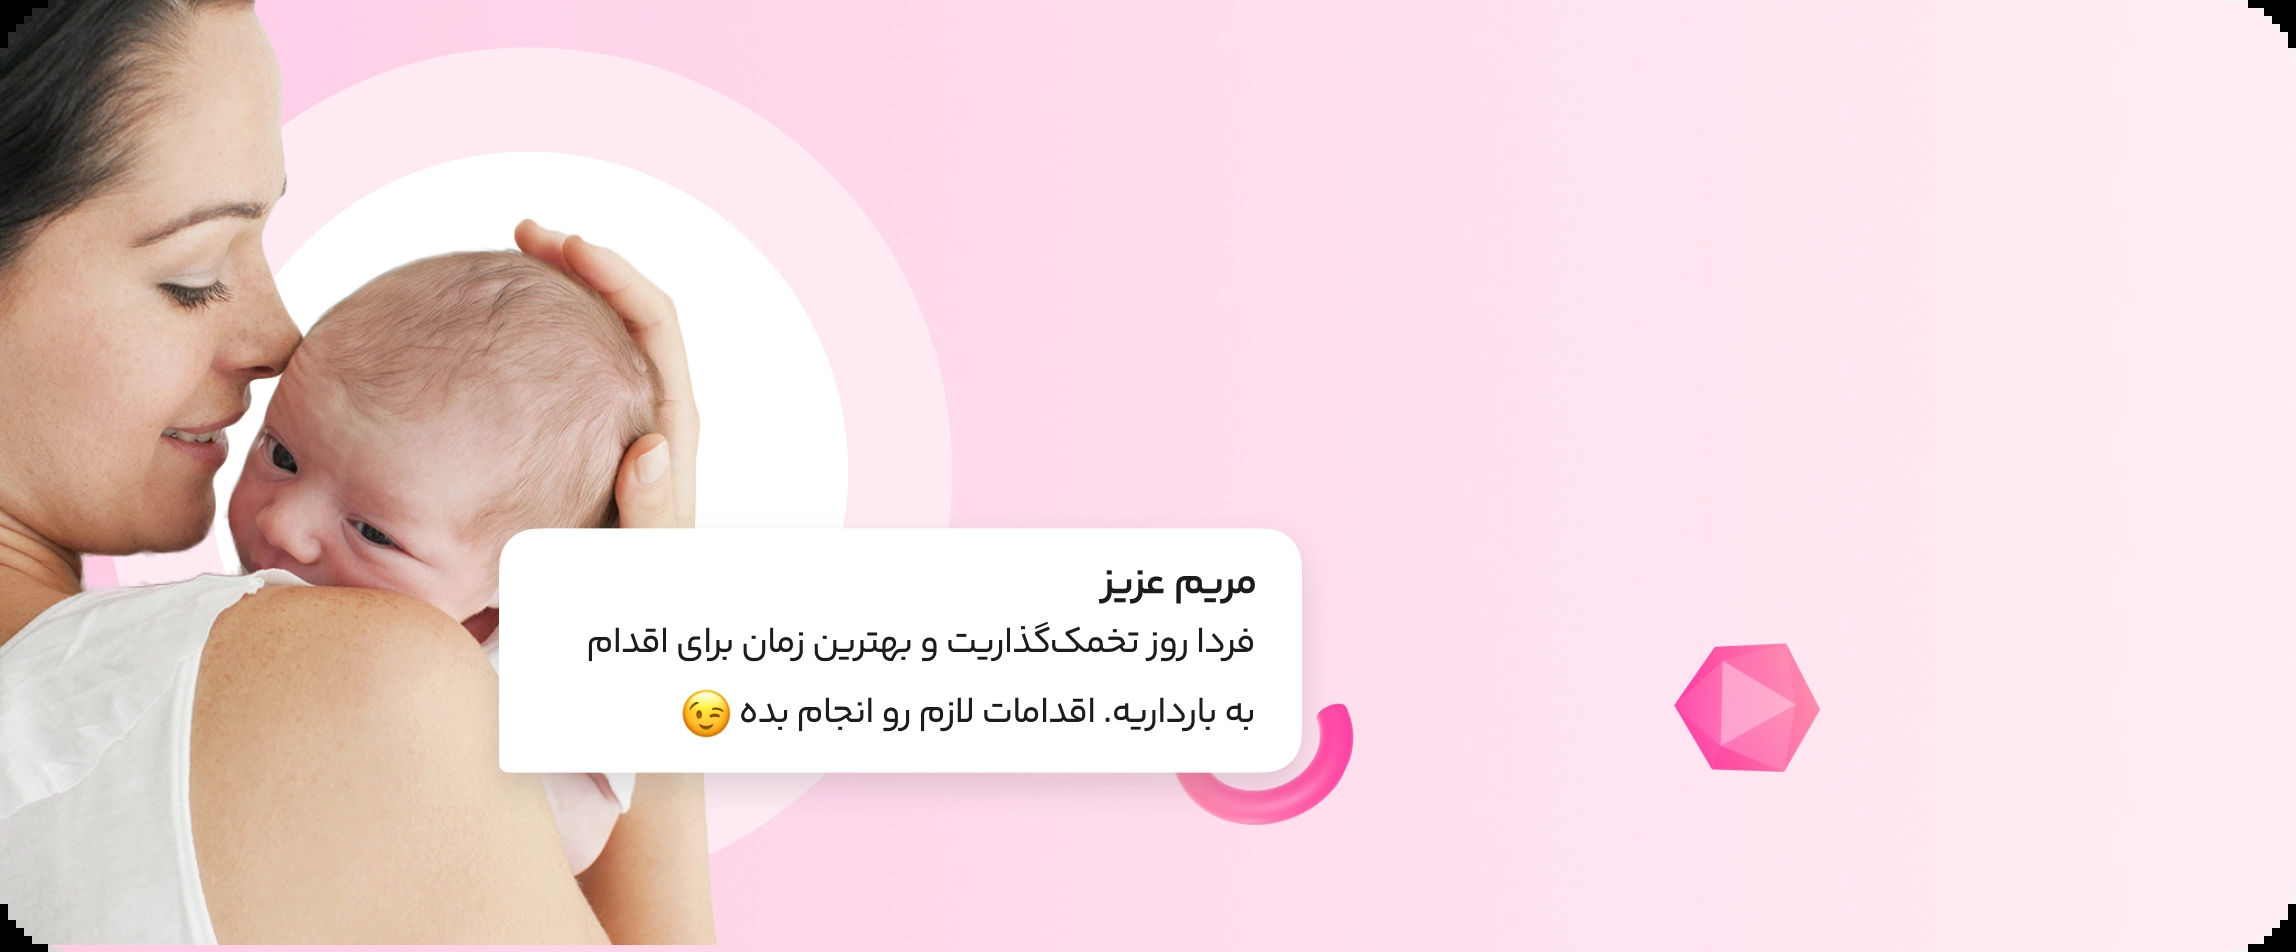 مریم عزیز
فردا روز تخمک‌گذاریت و بهترین زمان برای اقدام
به بارداریه. اقدامات لازم رو انجام بده 😉